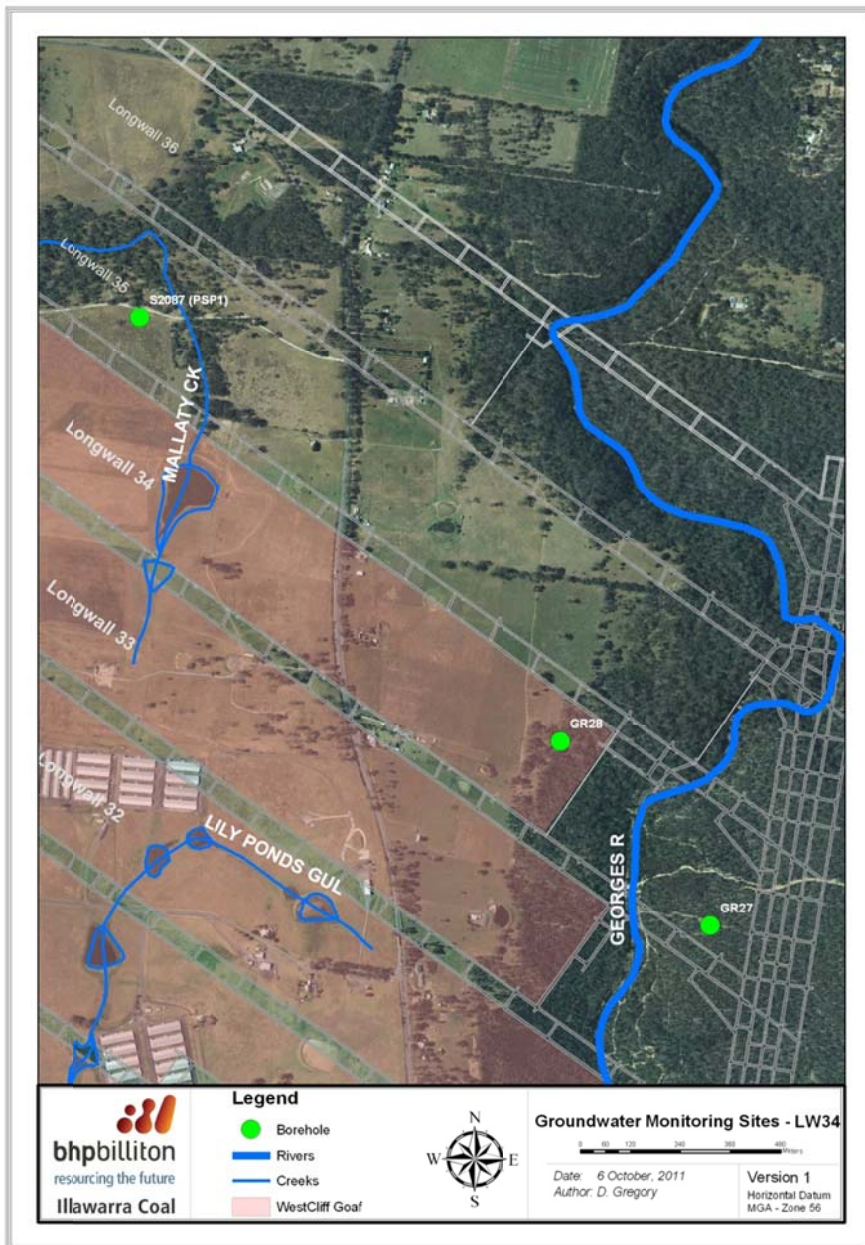 Longwall 36
Longwall 35
S2087 (PSP1)
MALLATY CK
Longwall 34
Longwall 33
GR28
Longwall 32
LILY PONDS GUL
GEORGES R
GR27
Legend
Borehole
Rivers
Creeks
WestCliff Goaf
bhpbilliton
resourcing the future
Illawarra Coal
N
W E
S
Groundwater Monitoring Sites - LW34
0 60 120 240 360 480
Meters
Date: 6 October, 2011
Author: D. Gregory
Version 1
Horizontal Datum
MGA - Zone 56